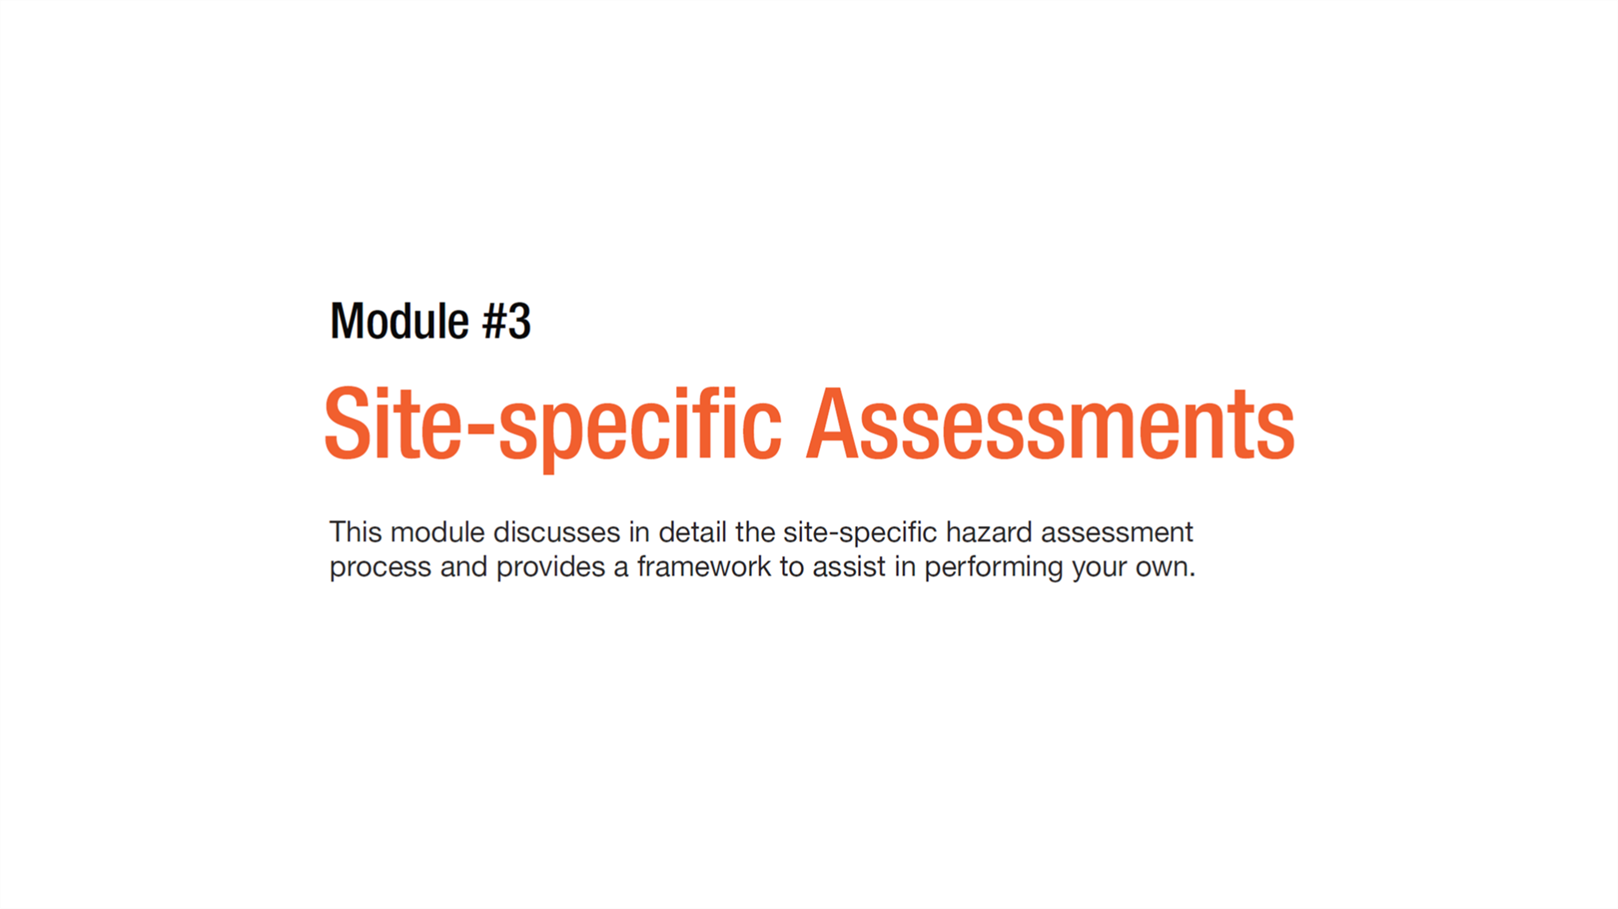 Module #3
Site-specific Assessments
This module discusses in detail the site-specific hazard assessment
process and provides a framework to assist in performing your own.